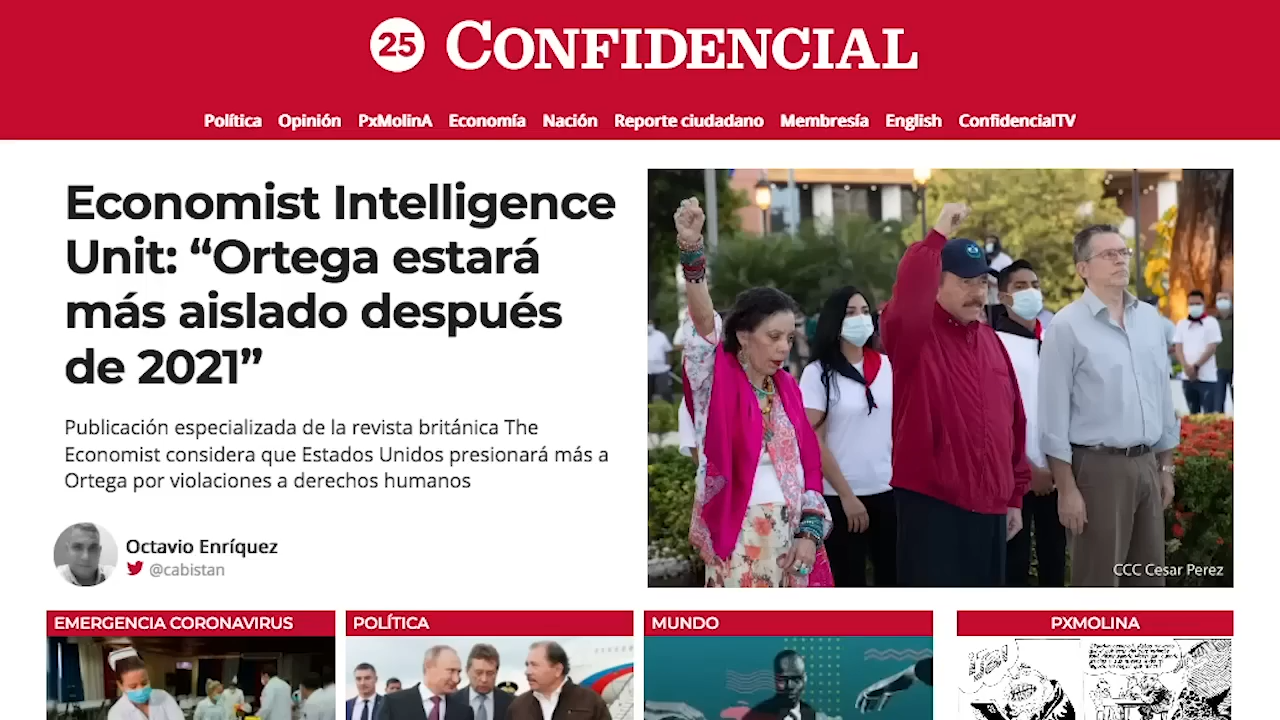 25 CONFIDENCIAL
Política Opinión PxMolinA Economía Nación Reporte ciudadano Membresía English ConfidencialTV
Economist Intelligence
Unit: “Ortega estará
más aislado después
de 2021”
Publicación especializada de la revista británica The
Economist considera que Estados Unidos presionará más a
Ortega por violaciones a derechos humanos
Octavio Enríquez
@cabistan
CCC Cesar Perez
EMERGENCIA CORONAVIRUS
POLÍTICA
MUNDO
PXMOLINA